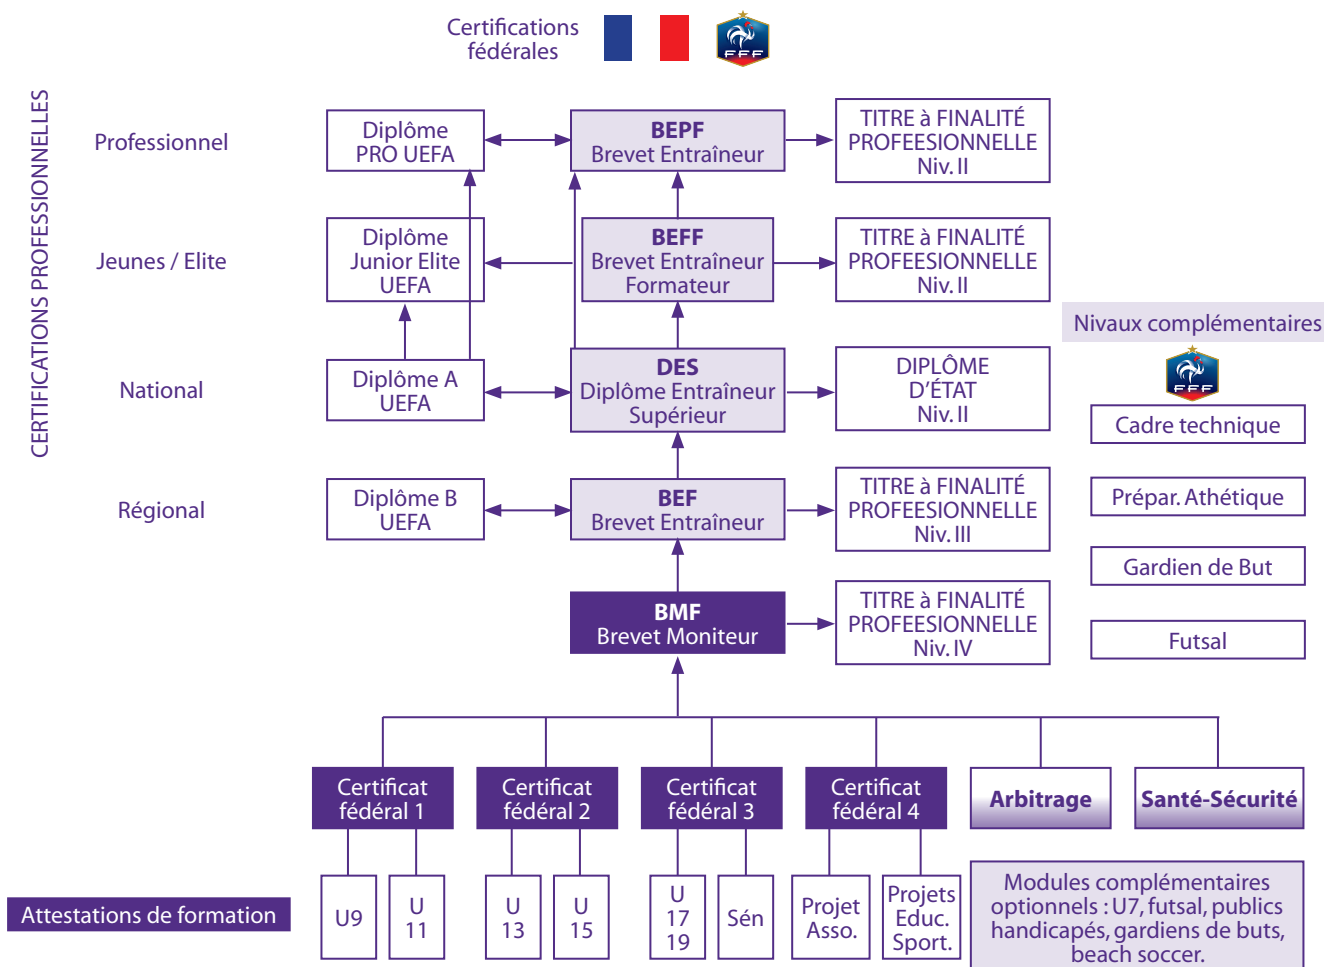 Certifications
fédérales
FFF
CERTIFICATIONS PROFESSIONNELLES
Professionnel
Diplôme
PRO UEFA
BEPF
Brevet Entraîneur
TITRE à FINALITÉ
PROFEESIONNELLE
Niv. II
Jeunes / Elite
Diplôme
Junior Elite
UEFA
BEFF
Brevet Entraîneur
Formateur
TITRE à FINALITÉ
PROFEESIONNELLE
Niv. II
Nivaux complémentaires
FFF
National
Diplôme A
UEFA
DES
Diplôme Entraîneur
Supérieur
DIPLÔME
D'ÉTAT
Niv. II
Cadre technique
Régional
Diplôme B
UEFA
BEF
Brevet Entraîneur
TITRE à FINALITÉ
PROFEESIONNELLE
Niv. III
Prépar. Athétique
Gardien de But
BMF
Brevet Moniteur
TITRE à FINALITÉ
PROFEESIONNELLE
Niv. IV
Futsal
Certificat
fédéral 1
Certificat
fédéral 2
Certificat
fédéral 3
Certificat
fédéral 4
Arbitrage
Santé-Sécurité
Attestations de formation
U9
U
11
U
13
U
15
U
17
19
Sén
Projet
Asso.
Projets
Educ.
Sport.
Modules complémentaires
optionnels : U7, futsal, publics
handicapés, gardiens de buts,
beach soccer.